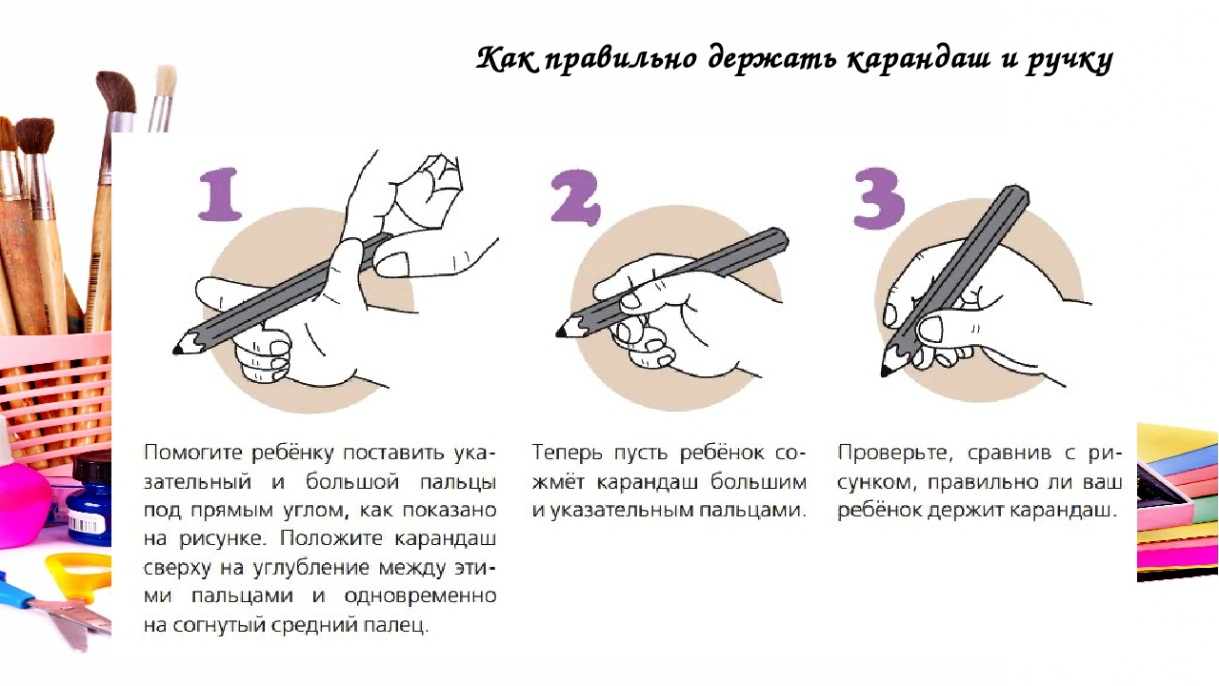 Как правильно держать карандаш и ручку
1
2
3
Помогите ребёнку поставить ука-
зательный и большой пальцы
под прямым углом, как показано
на рисунке. Положите карандаш
сверху на углубление между эти-
ми пальцами и одновременно
на согнутый средний палец.
Теперь пусть ребёнок со-
жмёт карандаш большим
и указательным пальцами.
Проверьте, сравнив с ри-
сунком, правильно ли ваш
ребёнок держит карандаш.